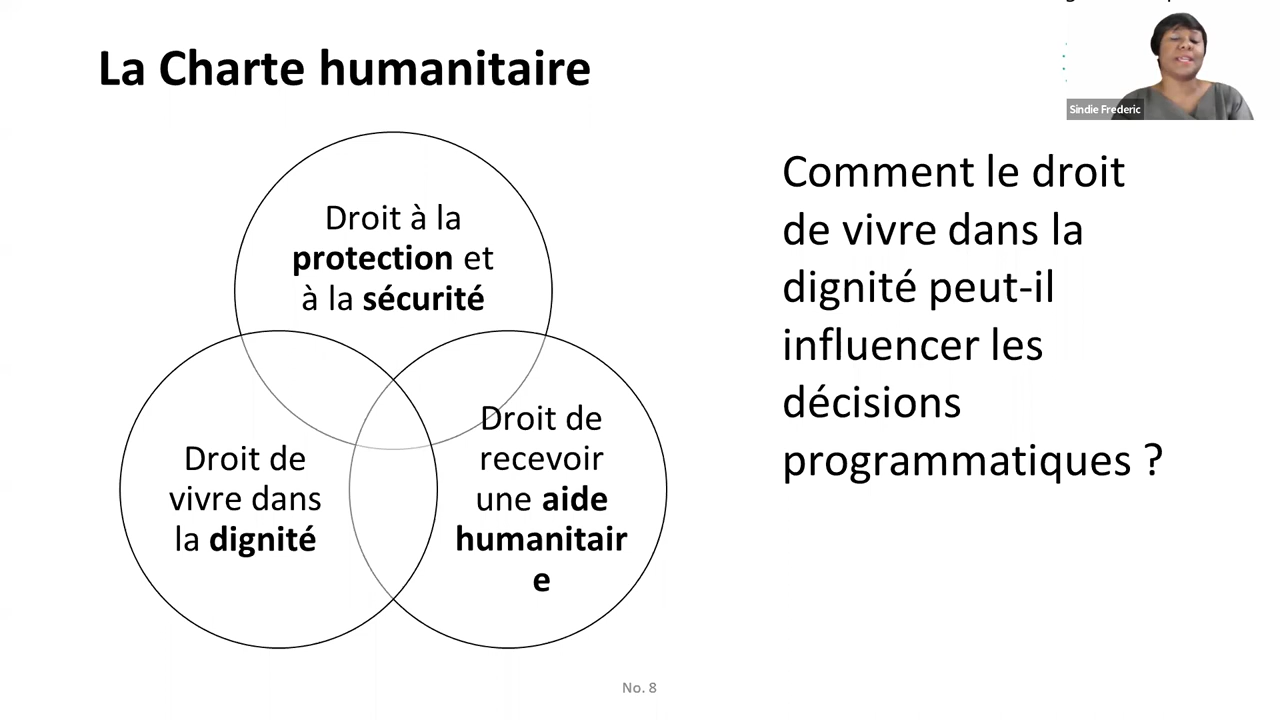 La Charte humanitaire
Sindie Frederic
Droit à la
protection et
à la sécurité
Droit de
vivre dans
la dignité
Droit de
recevoir
une aide
humanitair
e
Comment le droit
de vivre dans la
dignité peut-il
influencer les
décisions
programmatiques ?
No. 8